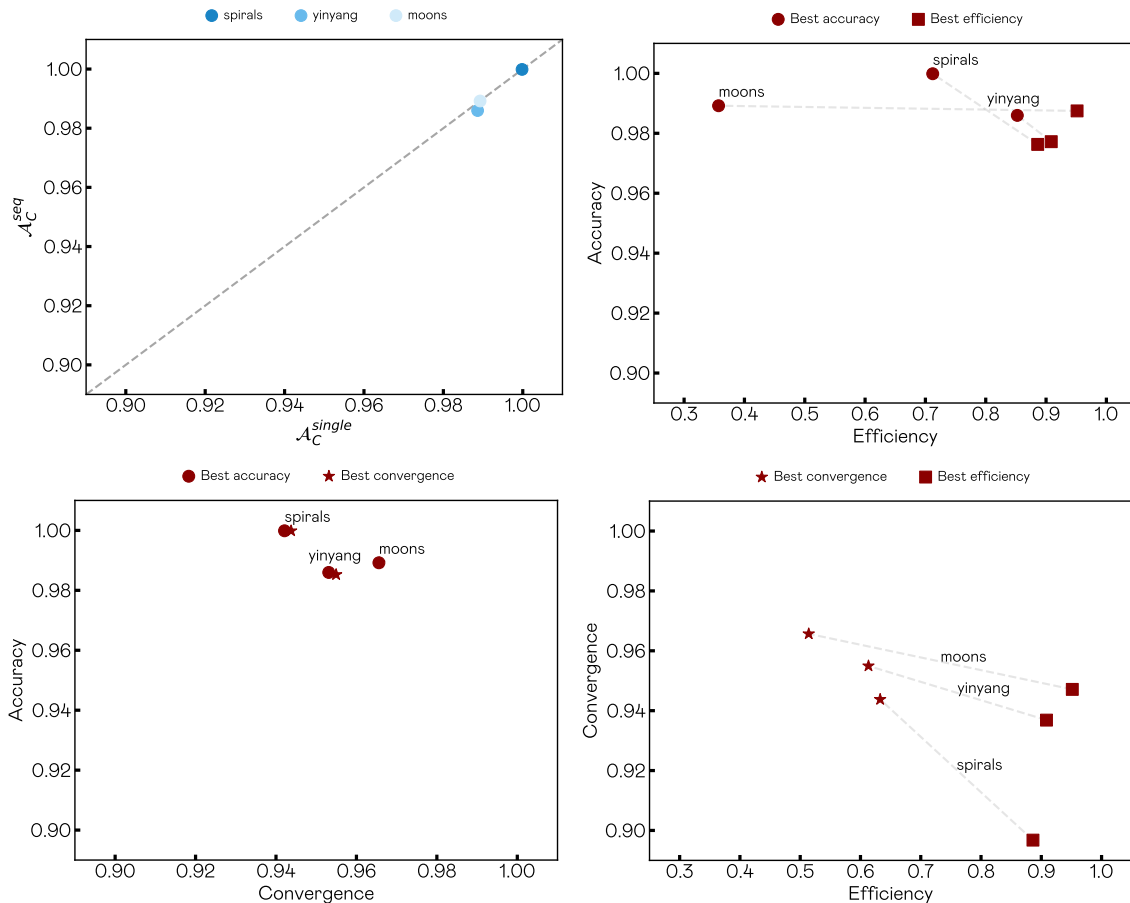 spirals yinyang moons
1.00
0.98
0.96
0.94
0.92
0.90
𝒜_C^seq
0.90 0.92 0.94 0.96 0.98 1.00
𝒜_C^single
Best accuracy Best efficiency
1.00
0.98
0.96
0.94
0.92
0.90
Accuracy
spirals
moons
yinyang
0.3 0.4 0.5 0.6 0.7 0.8 0.9 1.0
Efficiency
Best accuracy Best convergence
1.00
0.98
0.96
0.94
0.92
0.90
Accuracy
spirals
yinyang moons
0.90 0.92 0.94 0.96 0.98 1.00
Convergence
Best convergence Best efficiency
1.00
0.98
0.96
0.94
0.92
0.90
Convergence
moons
yinyang
spirals
0.3 0.4 0.5 0.6 0.7 0.8 0.9 1.0
Efficiency